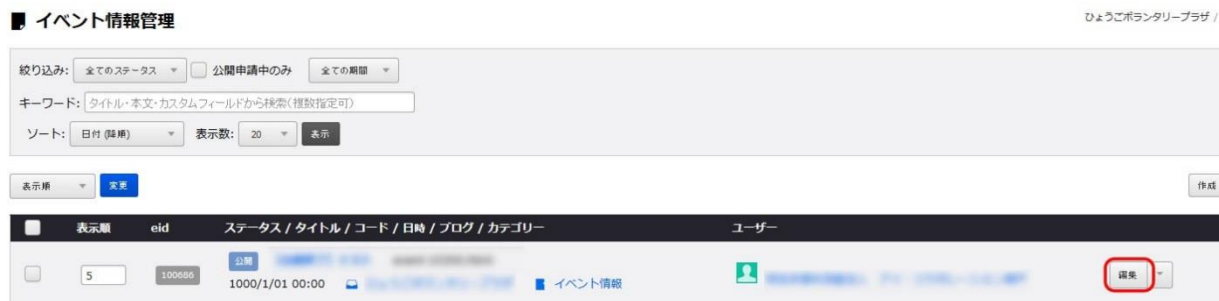 イベント情報管理
ひょうごボランタリープラザ /
絞り込み: 全てのステータス 公開申請中のみ 全ての期間
キーワード: タイトル・本文・カスタムフィールドから検索(複数指定可)
ソート: 日付(降順) 表示数: 20 表示
表示順 変更 作成
表示順 eid ステータス / タイトル / コード / 日時 / ブログ / カテゴリー ユーザー
公開
5 100686 編集
1000/1/01 00:00 イベント情報